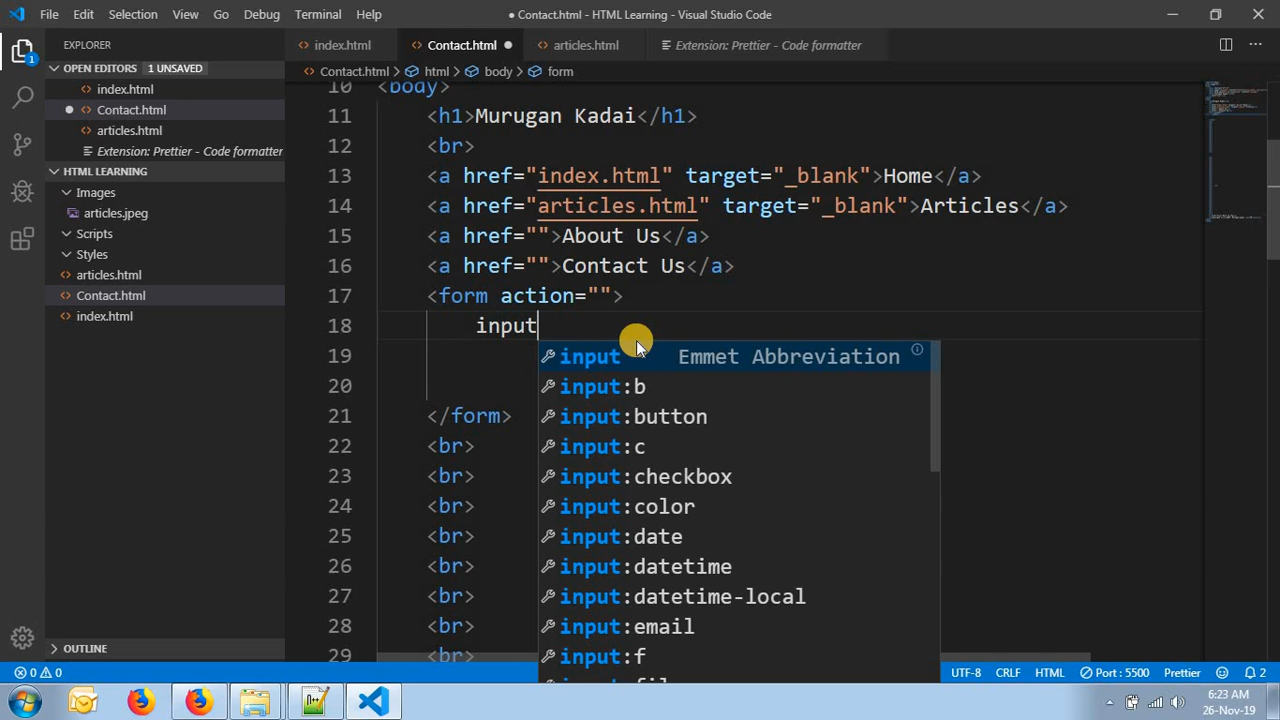 File Edit Selection View Go Debug Terminal Help
● Contact.html - HTML Learning - Visual Studio Code
EXPLORER
index.html
Contact.html
articles.html
Extension: Prettier - Code formatter
OPEN EDITORS 1 UNSAVED
Contact.html > html > body > form
index.html
Contact.html
articles.html
Extension: Prettier - Code formatter
HTML LEARNING
Images
articles.jpeg
Scripts
Styles
articles.html
Contact.html
index.html
OUTLINE
1
10 <body>
11 <h1>Murugan Kadai</h1>
12 <br>
13 <a href="index.html" target="_blank">Home</a>
14 <a href="articles.html" target="_blank">Articles</a>
15 <a href="">About Us</a>
16 <a href="">Contact Us</a>
17 <form action="">
18 input
19
20
21 </form>
22 <br>
23 <br>
24 <br>
25 <br>
26 <br>
27 <br>
28 <br>
29 <br>
input Emmet Abbreviation
input:b
input:button
input:c
input:checkbox
input:color
input:date
input:datetime
input:datetime-local
input:email
input:f
0 0 UTF-8 CRLF HTML Port : 5500 Prettier 2
6:23 AM
26-Nov-19